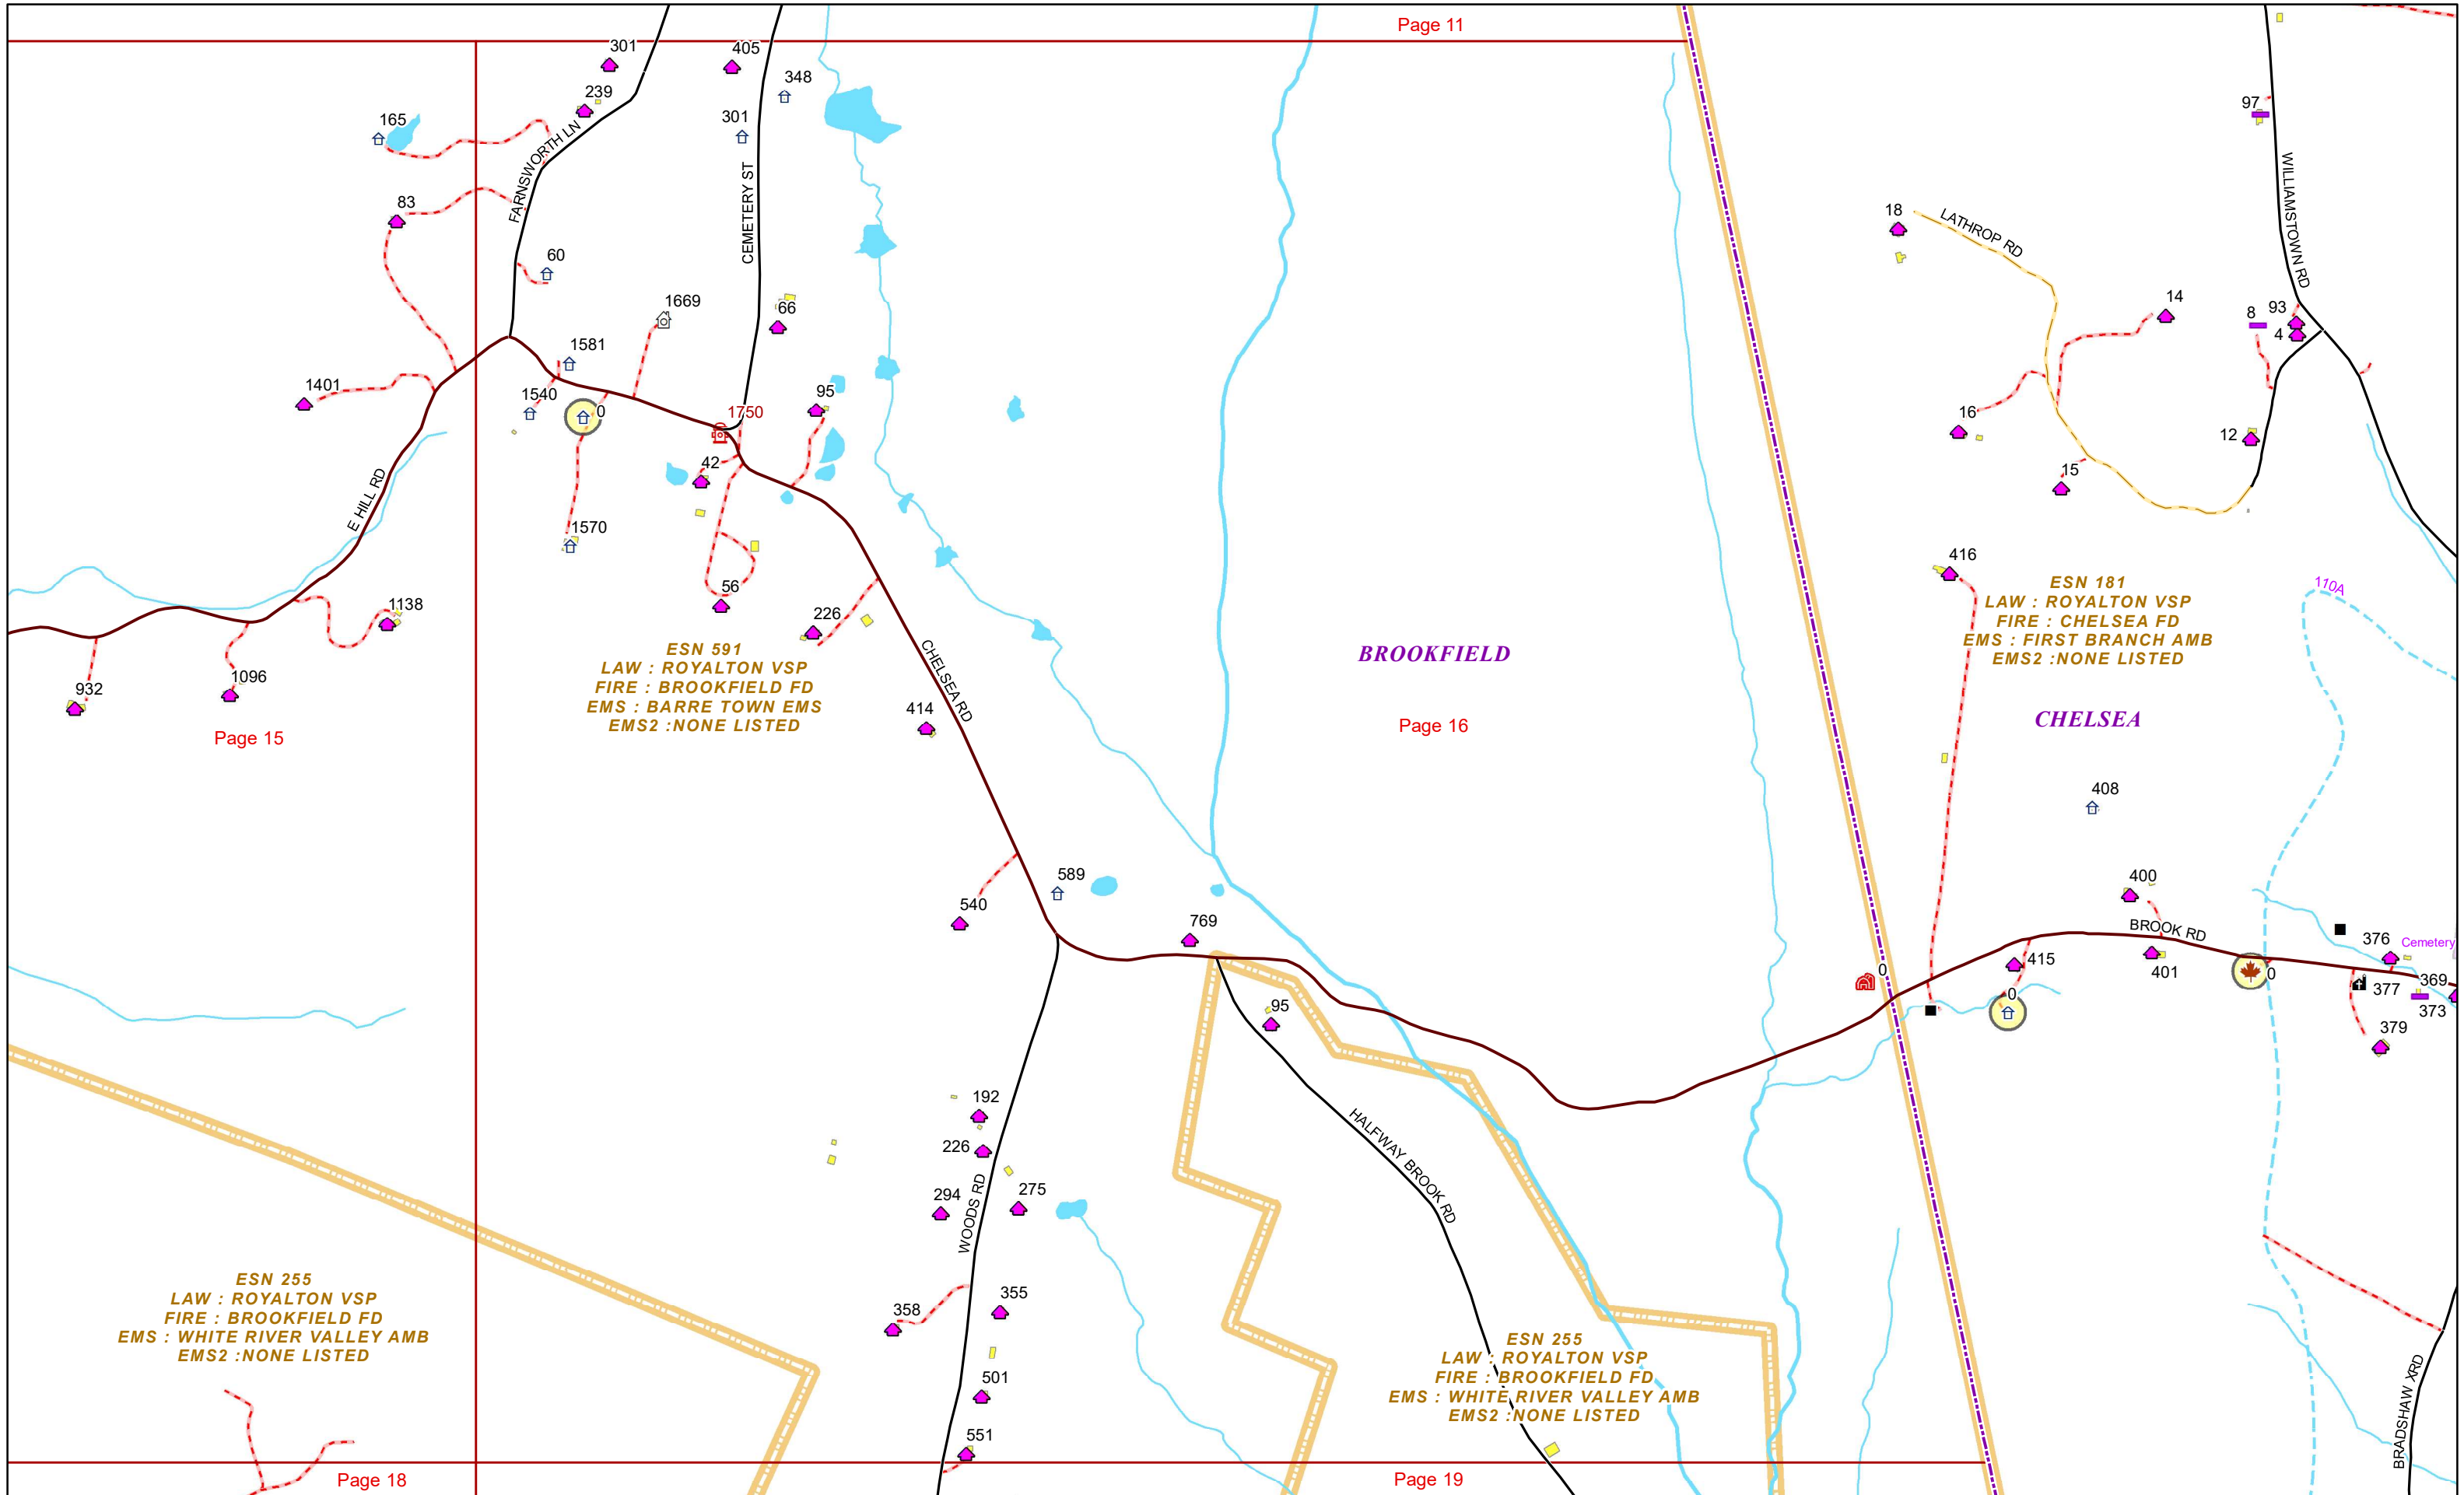 Page 11
301
405
348
239
301
97
165
FARNSWORTH LN
CEMETERY ST
WILLIAMSTOWN RD
83
18
LATHROP RD
60
1669
66
14
8
93
4
1581
1401
1540
0
95
1750
16
12
42
15
E HILL RD
1570
416
56
1138
226
110A
ESN 181
LAW : ROYALTON VSP
FIRE : CHELSEA FD
EMS : FIRST BRANCH AMB
EMS2 :NONE LISTED
ESN 591
LAW : ROYALTON VSP
FIRE : BROOKFIELD FD
EMS : BARRE TOWN EMS
EMS2 :NONE LISTED
CHELSEA RD
BROOKFIELD
932
1096
414
CHELSEA
Page 15
Page 16
408
589
400
540
769
BROOK RD
376
Cemetery
0
415
401
0
377
369
0
373
95
379
192
HALFWAY BROOK RD
226
294
275
WOODS RD
ESN 255
LAW : ROYALTON VSP
FIRE : BROOKFIELD FD
EMS : WHITE RIVER VALLEY AMB
EMS2 :NONE LISTED
358
355
ESN 255
LAW : ROYALTON VSP
FIRE : BROOKFIELD FD
EMS : WHITE RIVER VALLEY AMB
EMS2 :NONE LISTED
501
BRADSHAW XRD
551
Page 18
Page 19